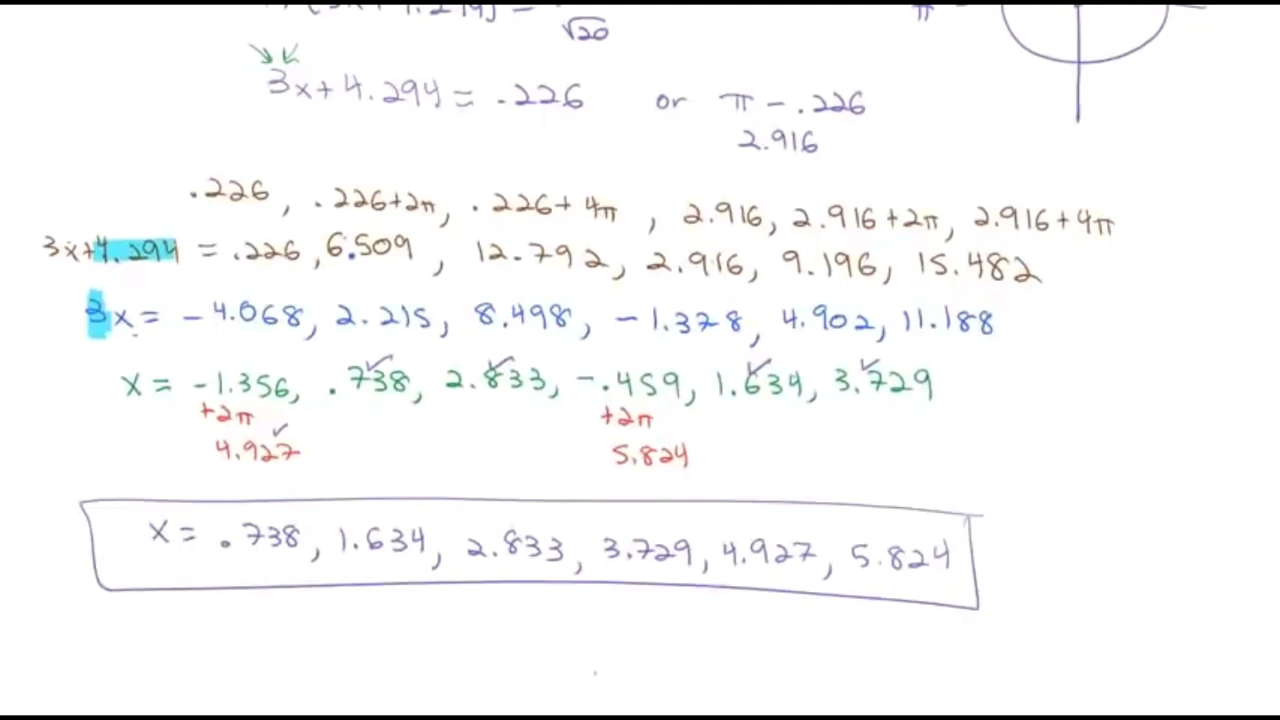 √20
π
3x+4.294 = .226 or π - .226
2.916
.226, .226+2π, .226+4π, 2.916, 2.916+2π, 2.916+4π
3x+4.294 = .226, 6.509, 12.792, 2.916, 9.196, 15.482
3x = -4.068, 2.215, 8.498, -1.378, 4.902, 11.188
x = -1.356, .738, 2.833, -.459, 1.634, 3.729
+2π +2π
4.927 5.824
x = .738, 1.634, 2.833, 3.729, 4.927, 5.824